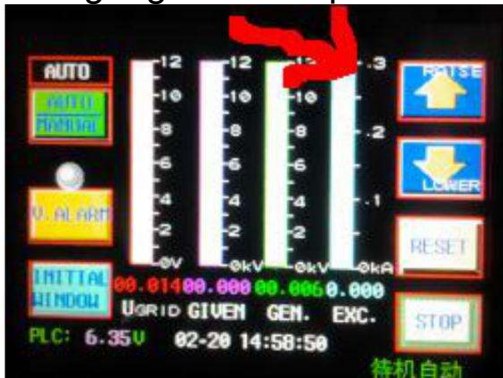 AUTO
AUTO
MANUAL
V.ALARM
INITIAL
WINDOW
12 12 12 .3
10 10 10
8 8 8 .2
6 6 6
4 4 4 .1
2 2 2
0V 0kV 0kV 0kA
00.014 00.000 00.006 0.000
UGRID GIVEN GEN. EXC.
PLC: 6.35V 02-20 14:58:50
RAISE
LOWER
RESET
STOP
待机自动